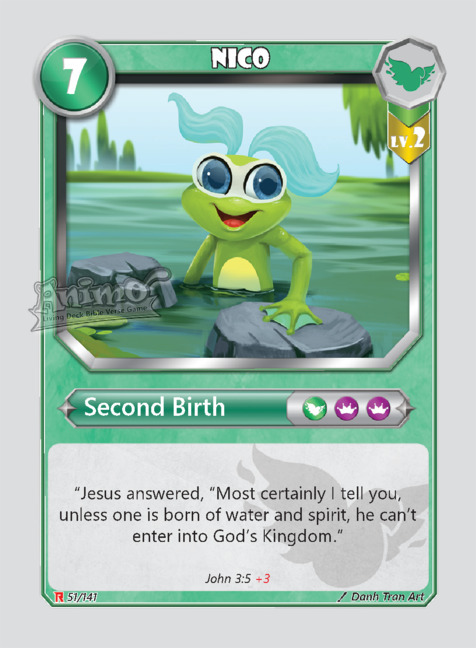 NICO
7
LV.2
Animo7
Living Deck Bible Verse Game
Second Birth
“Jesus answered, “Most certainly I tell you,
unless one is born of water and spirit, he can’t
enter into God’s Kingdom.“
John 3:5 +3
R 51/141
Danh Tran Art